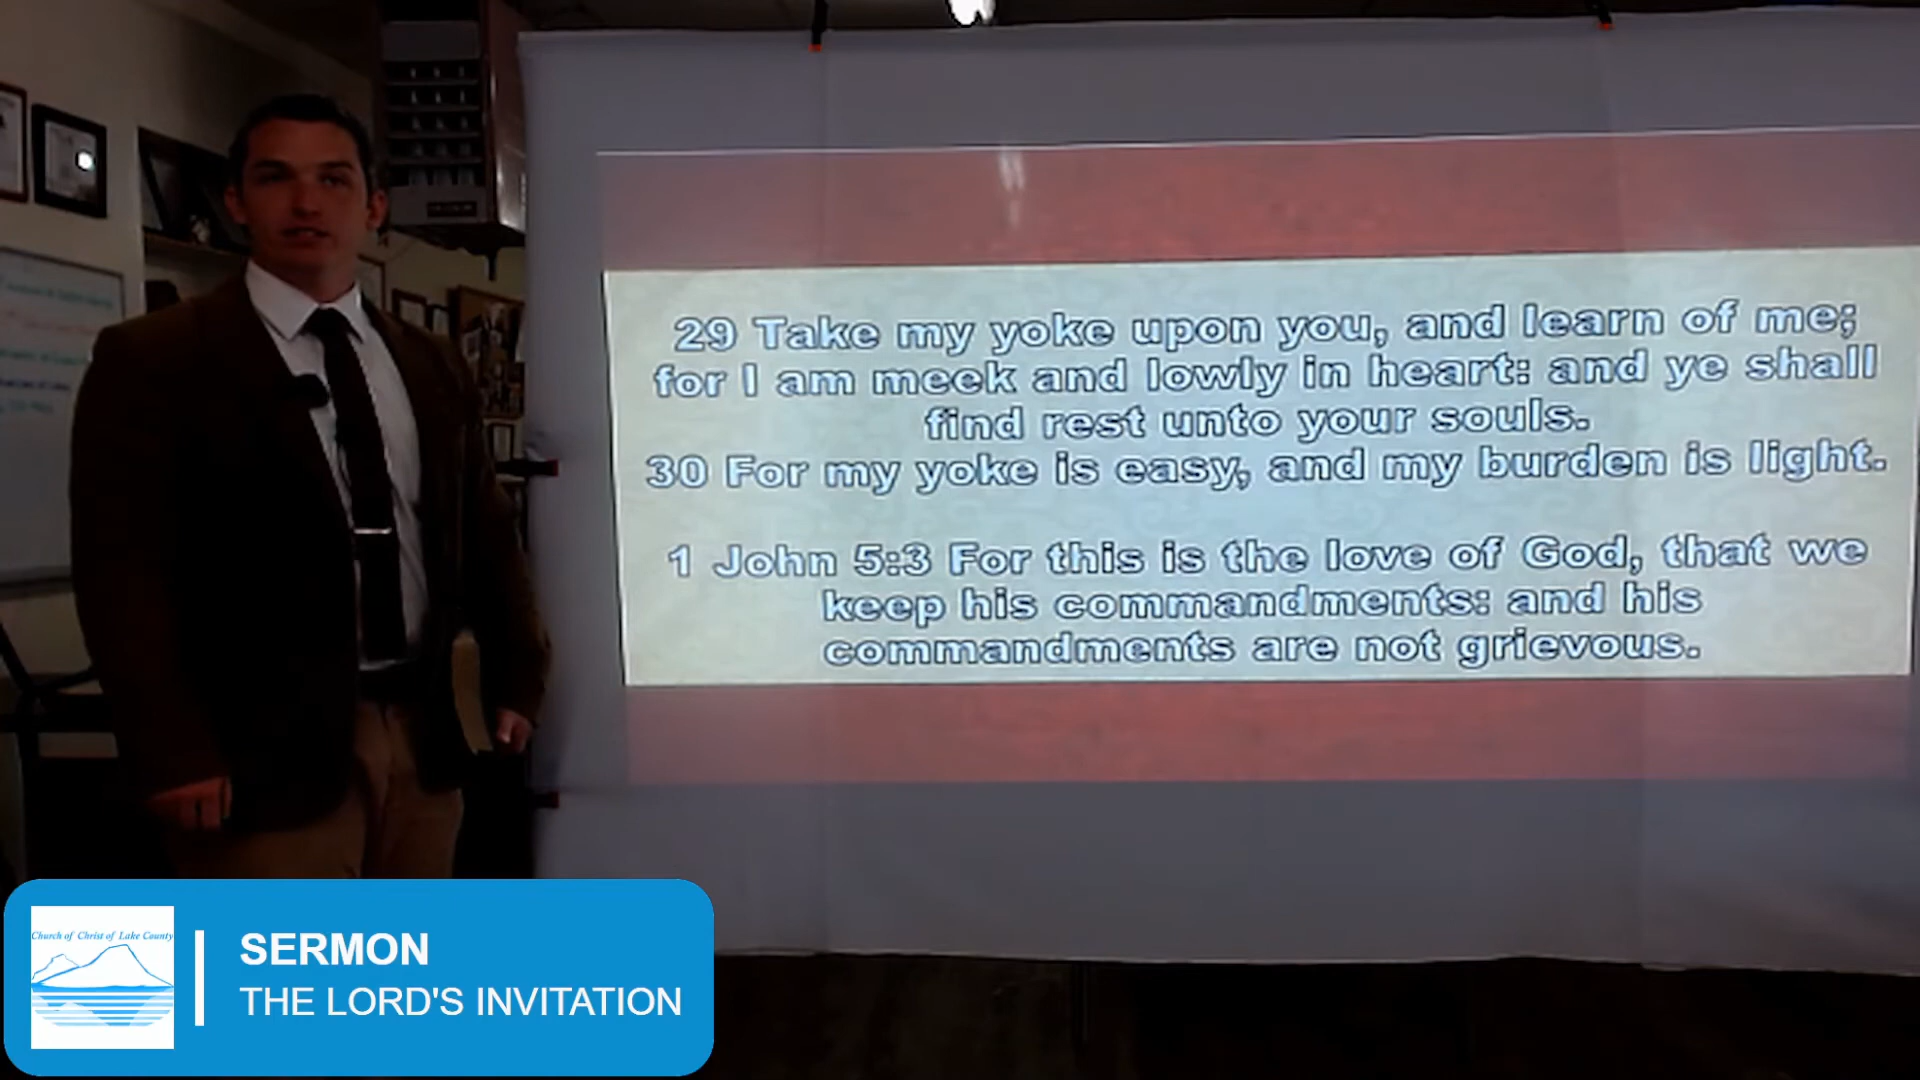 29 Take my yoke upon you, and learn of me;
for I am meek and lowly in heart: and ye shall
find rest unto your souls.
30 For my yoke is easy, and my burden is light.
1 John 5:3 For this is the love of God, that we
keep his commandments: and his
commandments are not grievous.
Church of Christ of Lake County
SERMON
THE LORD'S INVITATION